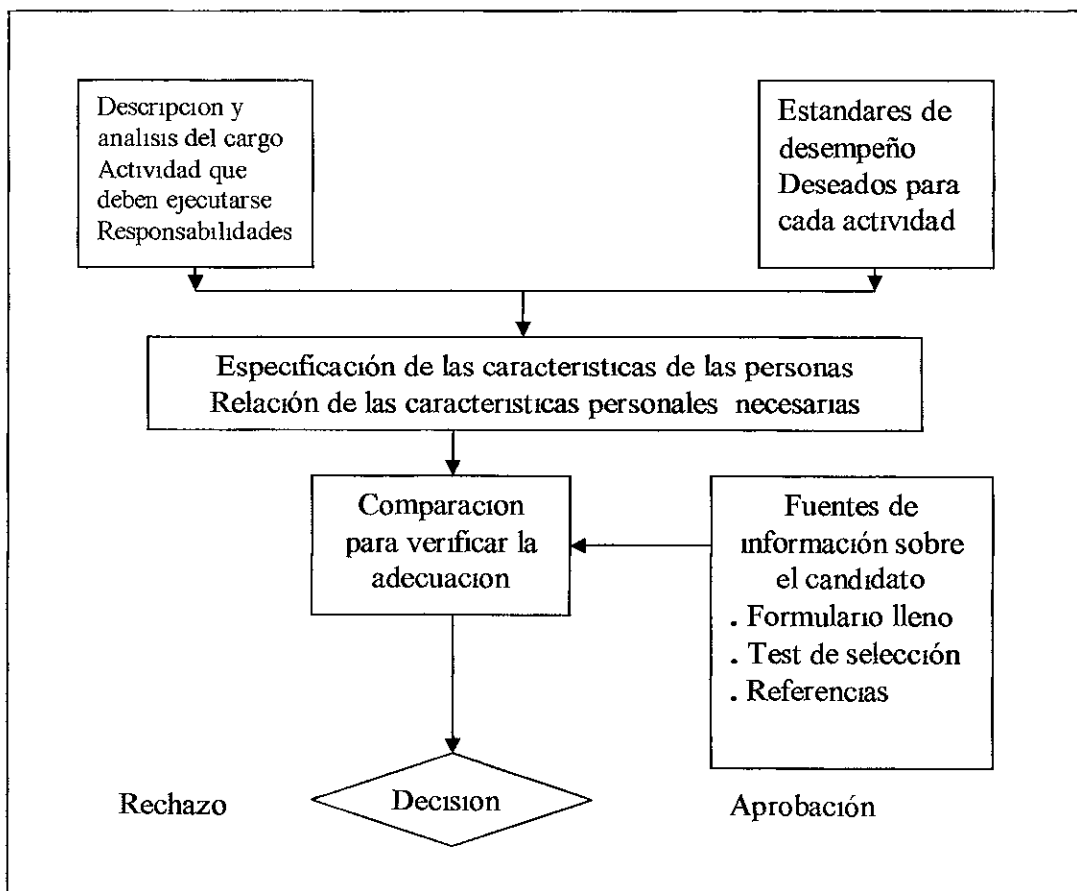 Descripcion y
analisis del cargo
Actividad que
deben ejecutarse
Responsabilidades
Estandares de
desempeño
Deseados para
cada actividad
Especificación de las caracteristicas de las personas
Relación de las caracteristicas personales necesarias
Comparacion
para verificar la
adecuacion
Fuentes de
información sobre
el candidato
. Formulario lleno
. Test de selección
. Referencias
Rechazo
Decision
Aprobación